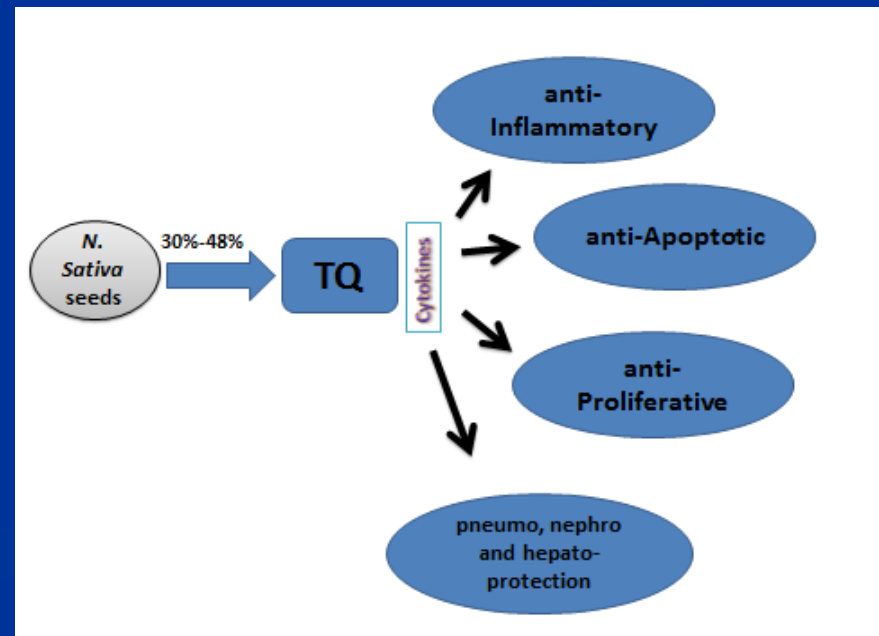 N.
Sativa
seeds
30%-48%
TQ
Cytokines
anti-
Inflammatory
anti-Apoptotic
anti-
Proliferative
pneumo, nephro
and hepato-
protection